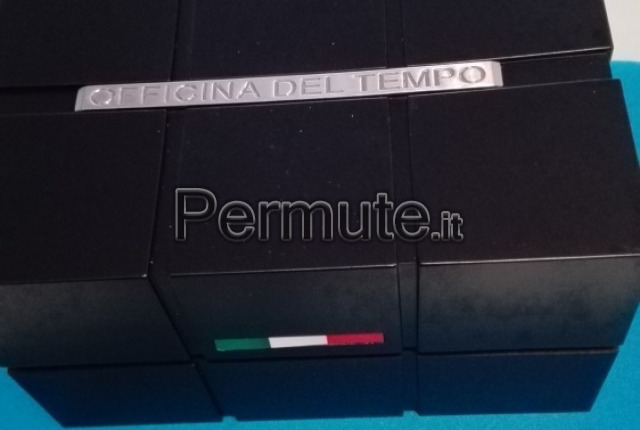 OFFICINA DEL TEMPO
Permute.it